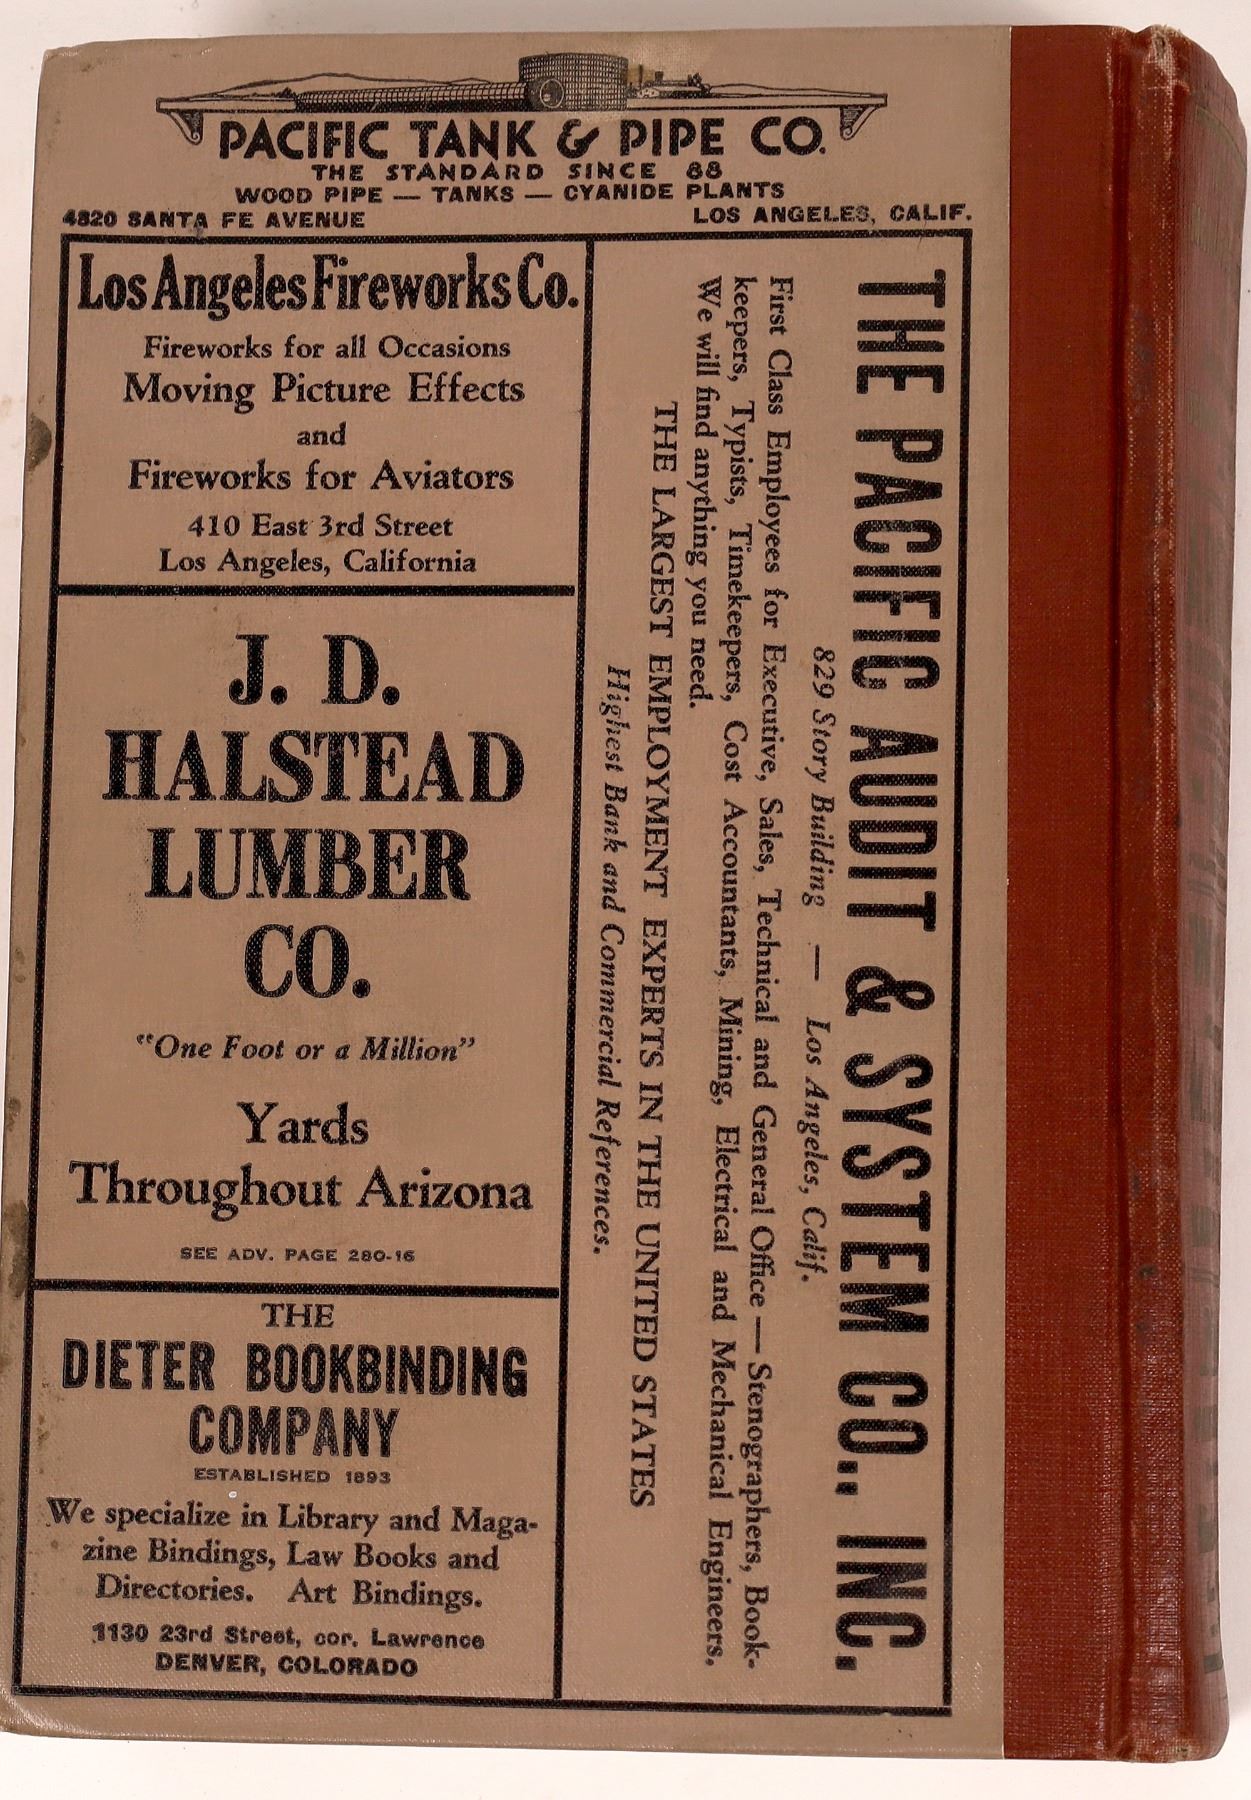 PACIFIC TANK & PIPE CO.
THE STANDARD SINCE 88
WOOD PIPE — TANKS — CYANIDE PLANTS
4820 SANTA FE AVENUE
LOS ANGELES, CALIF.
Los Angeles Fireworks Co.
Fireworks for all Occasions
Moving Picture Effects
and
Fireworks for Aviators
410 East 3rd Street
Los Angeles, California
J. D.
HALSTEAD
LUMBER
CO.
"One Foot or a Million"
Yards
Throughout Arizona
SEE ADV. PAGE 280-16
THE
DIETER BOOKBINDING
COMPANY
ESTABLISHED 1893
We specialize in Library and Maga-
zine Bindings, Law Books and
Directories. Art Bindings.
1130 23rd Street, cor. Lawrence
DENVER, COLORADO
THE PACIFIC AUDIT & SYSTEM CO., INC.
829 Story Building — Los Angeles, Calif.
First Class Employees for Executive, Sales, Technical and General Office — Stenographers, Book-
keepers, Typists, Timekeepers, Cost Accountants, Mining, Electrical and Mechanical Engineers.
We will find anything you need.
THE LARGEST EMPLOYMENT EXPERTS IN THE UNITED STATES
Highest Bank and Commercial References.